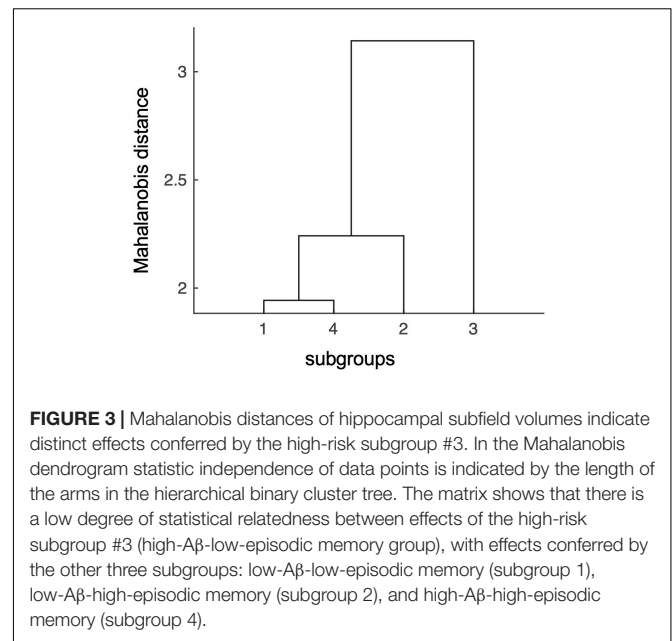 3
2.5
2
Mahalanobis distance
1 4 2 3
subgroups
FIGURE 3 | Mahalanobis distances of hippocampal subfield volumes indicate
distinct effects conferred by the high-risk subgroup #3. In the Mahalanobis
dendrogram statistic independence of data points is indicated by the length of
the arms in the hierarchical binary cluster tree. The matrix shows that there is
a low degree of statistical relatedness between effects of the high-risk
subgroup #3 (high-Aβ-low-episodic memory group), with effects conferred by
the other three subgroups: low-Aβ-low-episodic memory (subgroup 1),
low-Aβ-high-episodic memory (subgroup 2), and high-Aβ-high-episodic
memory (subgroup 4).